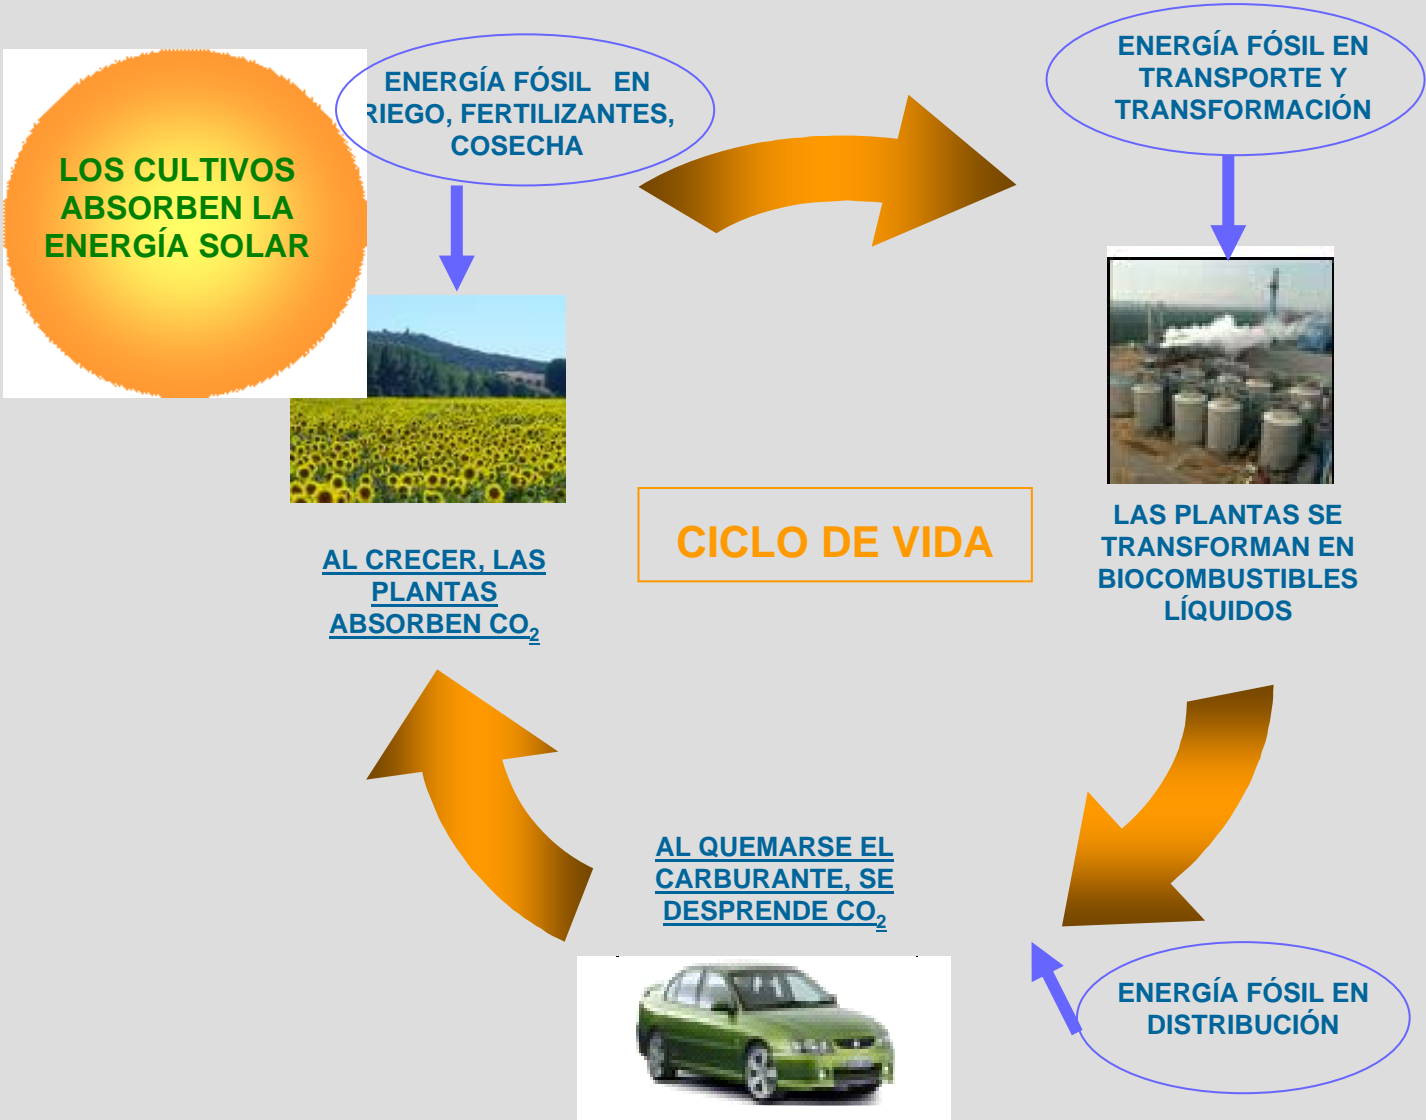 LOS CULTIVOS
ABSORBEN LA
ENERGÍA SOLAR
ENERGÍA FÓSIL EN
RIEGO, FERTILIZANTES,
COSECHA
ENERGÍA FÓSIL EN
TRANSPORTE Y
TRANSFORMACIÓN
AL CRECER, LAS
PLANTAS
ABSORBEN CO₂
CICLO DE VIDA
LAS PLANTAS SE
TRANSFORMAN EN
BIOCOMBUSTIBLES
LÍQUIDOS
AL QUEMARSE EL
CARBURANTE, SE
DESPRENDE CO₂
ENERGÍA FÓSIL EN
DISTRIBUCIÓN